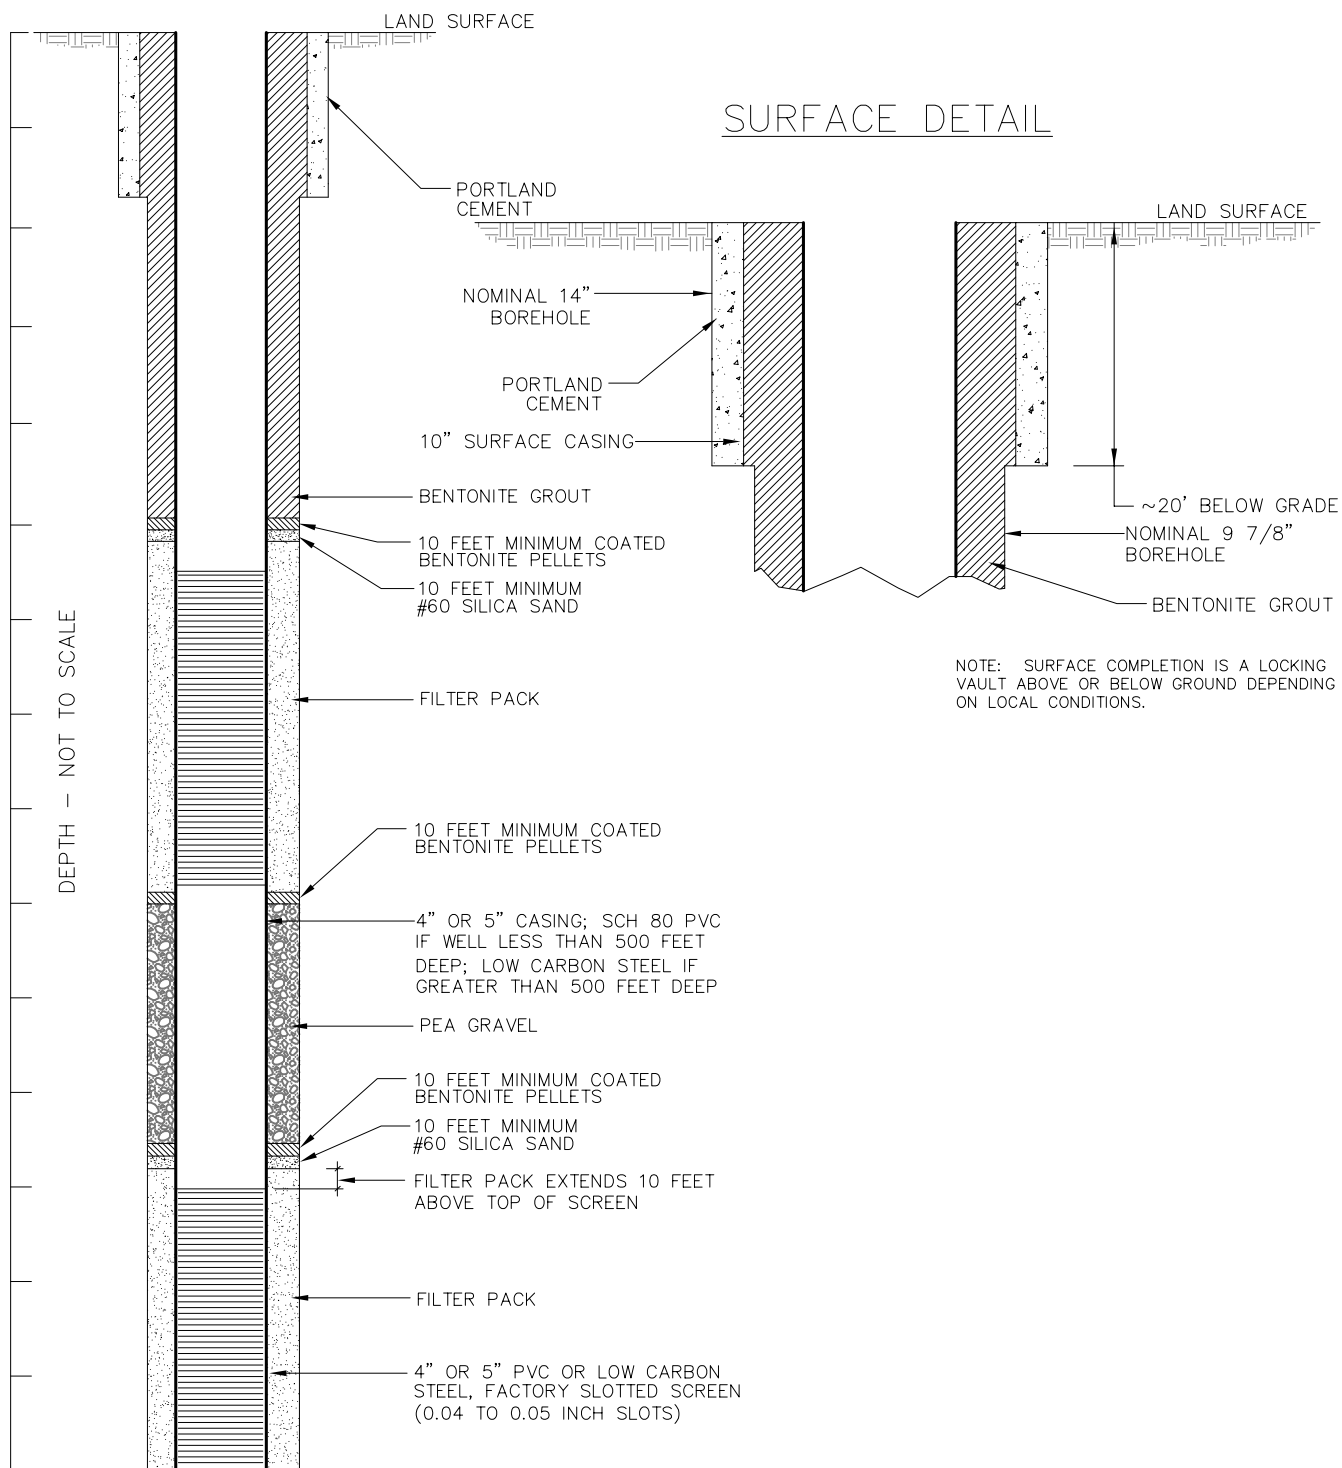 LAND SURFACE
SURFACE DETAIL
PORTLAND
CEMENT
LAND SURFACE
NOMINAL 14"
BOREHOLE
PORTLAND
CEMENT
10" SURFACE CASING
~20' BELOW GRADE
NOMINAL 9 7/8"
BOREHOLE
BENTONITE GROUT
NOTE: SURFACE COMPLETION IS A LOCKING
VAULT ABOVE OR BELOW GROUND DEPENDING
ON LOCAL CONDITIONS.
BENTONITE GROUT
10 FEET MINIMUM COATED
BENTONITE PELLETS
10 FEET MINIMUM
#60 SILICA SAND
DEPTH – NOT TO SCALE
FILTER PACK
10 FEET MINIMUM COATED
BENTONITE PELLETS
4" OR 5" CASING; SCH 80 PVC
IF WELL LESS THAN 500 FEET
DEEP; LOW CARBON STEEL IF
GREATER THAN 500 FEET DEEP
PEA GRAVEL
10 FEET MINIMUM COATED
BENTONITE PELLETS
10 FEET MINIMUM
#60 SILICA SAND
FILTER PACK EXTENDS 10 FEET
ABOVE TOP OF SCREEN
FILTER PACK
4" OR 5" PVC OR LOW CARBON
STEEL, FACTORY SLOTTED SCREEN
(0.04 TO 0.05 INCH SLOTS)